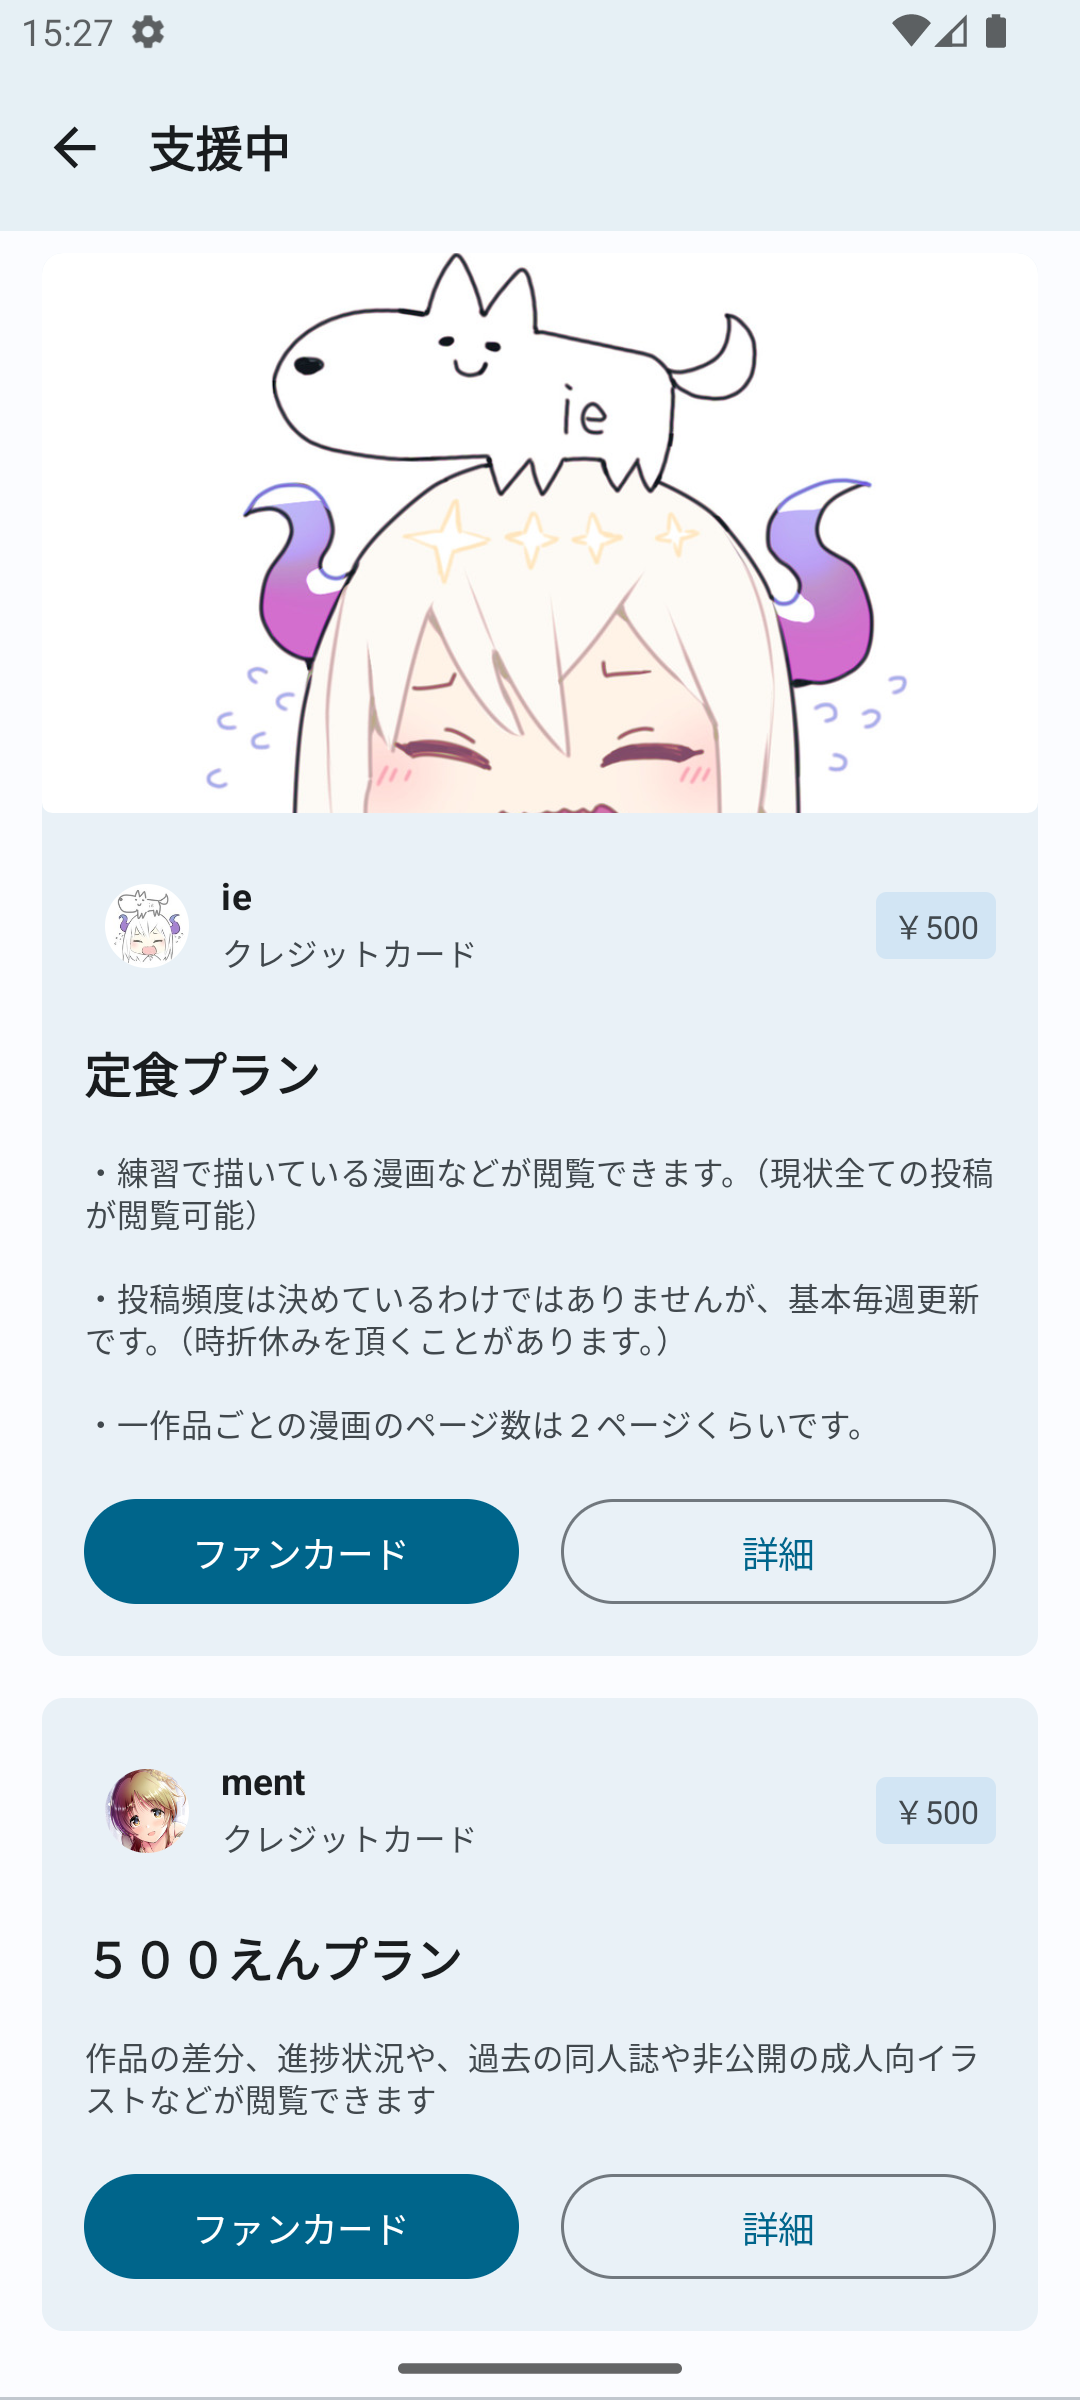 15:27
支援中
ie
ie
クレジットカード
￥500
定食プラン
・練習で描いている漫画などが閲覧できます。（現状全ての投稿
が閲覧可能）
・投稿頻度は決めているわけではありませんが、基本毎週更新
です。（時折休みを頂くことがあります。）
・一作品ごとの漫画のページ数は２ページくらいです。
ファンカード
詳細
ment
クレジットカード
￥500
５００えんプラン
作品の差分、進捗状況や、過去の同人誌や非公開の成人向イラ
ストなどが閲覧できます
ファンカード
詳細